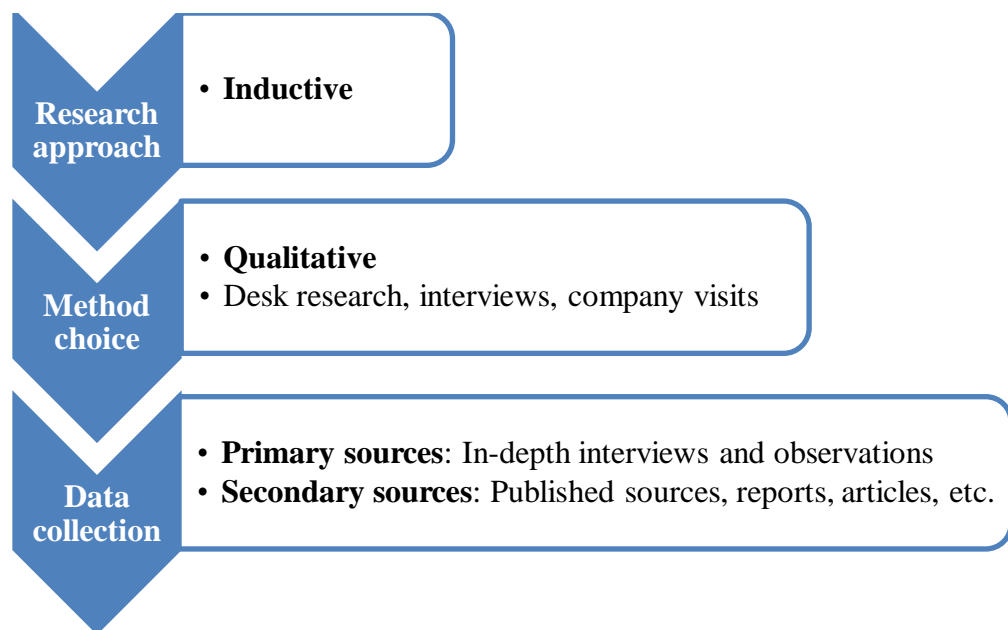 Research
approach
• Inductive
Method
choice
• Qualitative
• Desk research, interviews, company visits
Data
collection
• Primary sources: In-depth interviews and observations
• Secondary sources: Published sources, reports, articles, etc.